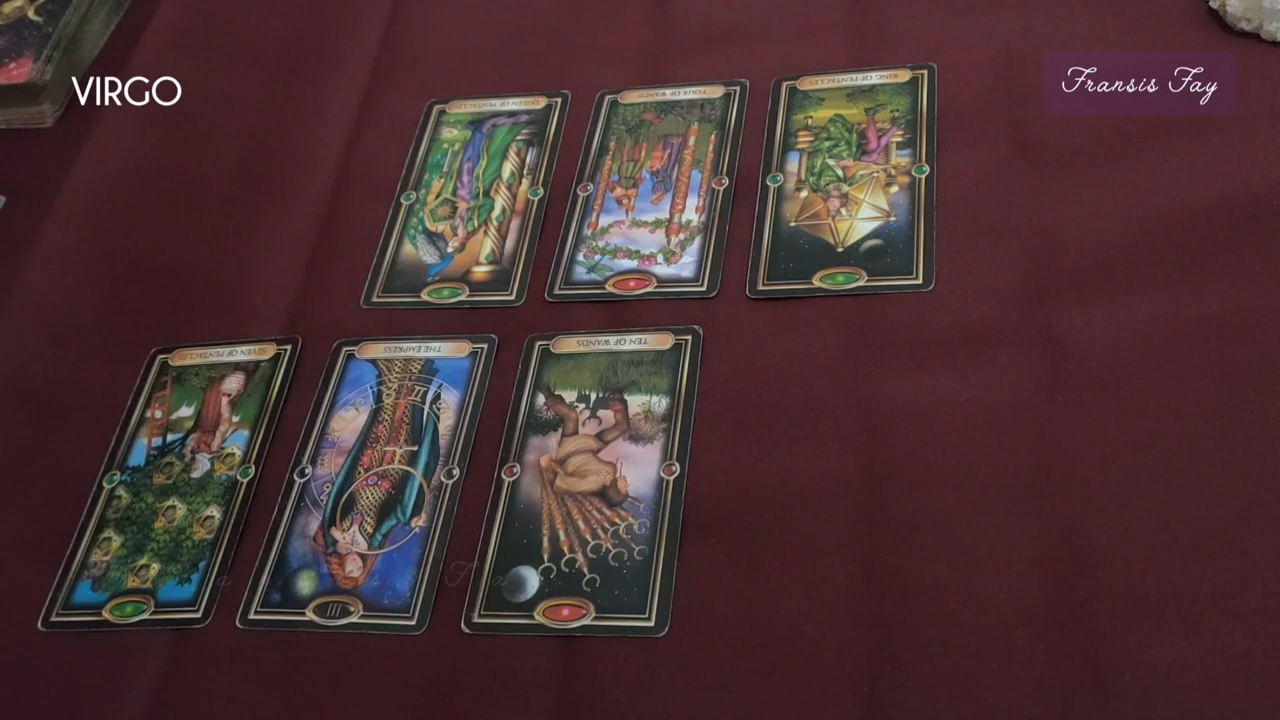 VIRGO
Fransis Fay
QUEEN OF PENTACLES
FOUR OF WANDS
KING OF PENTACLES
SEVEN OF PENTACLES
THE EMPRESS
TEN OF WANDS
III